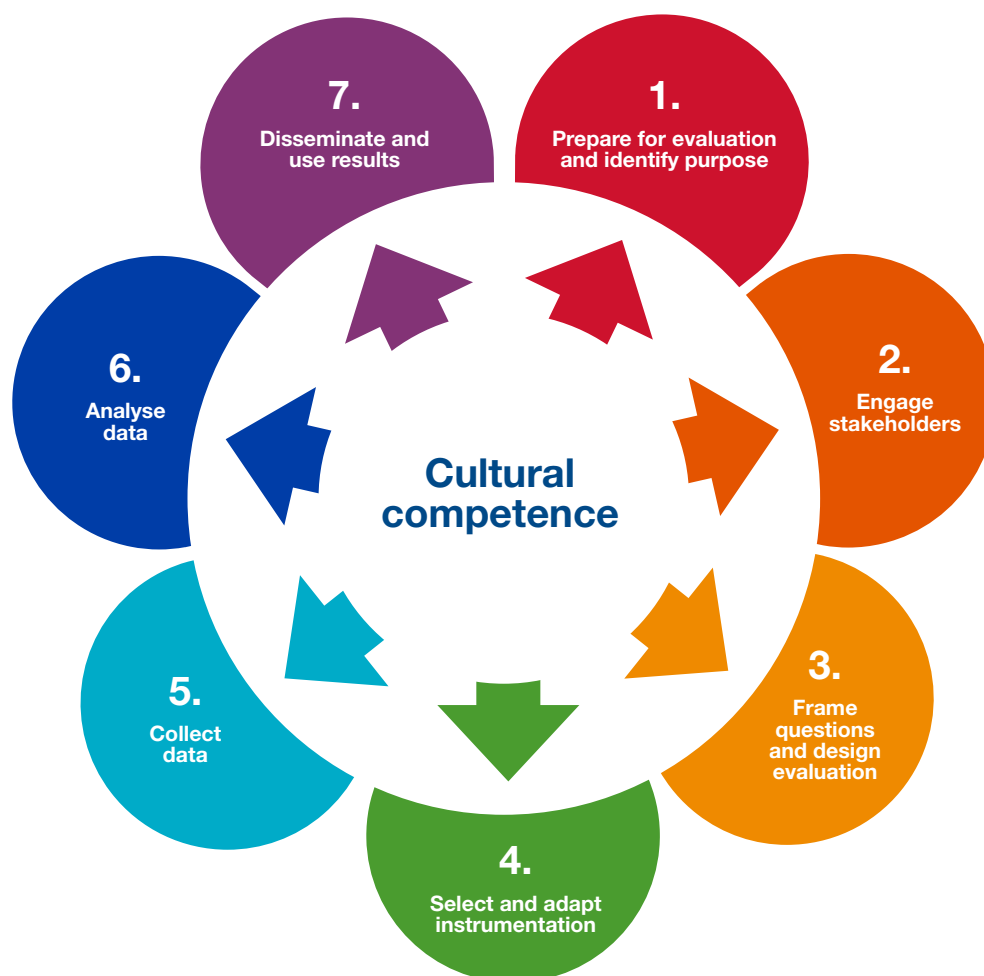 1.
Prepare for evaluation
and identify purpose
2.
Engage
stakeholders
3.
Frame
questions
and design
evaluation
4.
Select and adapt
instrumentation
5.
Collect
data
6.
Analyse
data
7.
Disseminate and
use results
Cultural
competence